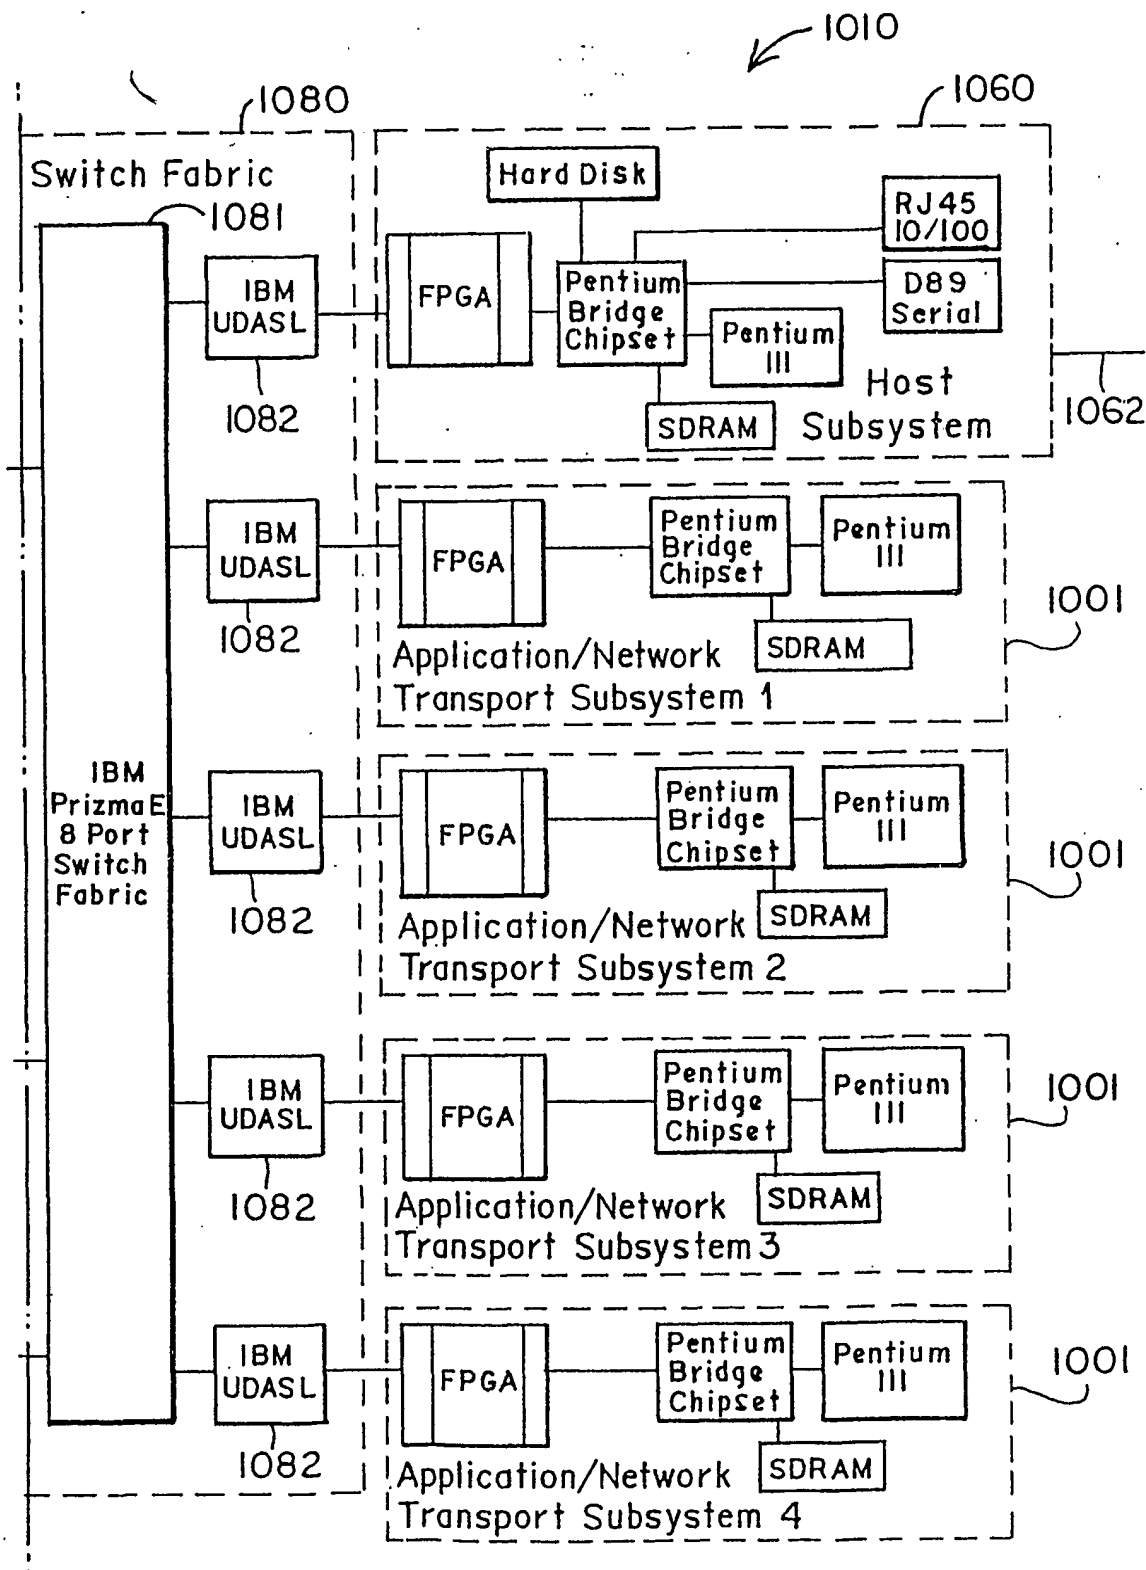 1010
1080
1060
Switch Fabric
1081
Hard Disk
RJ45
10/100
IBM
UDASL
1082
FPGA
Pentium
Bridge
Chipset
D89
Serial
Pentium
III
SDRAM
Host
Subsystem
1062
IBM
UDASL
1082
FPGA
Pentium
Bridge
Chipset
Pentium
III
SDRAM
1001
Application/Network
Transport Subsystem 1
IBM
PrizmaE
8 Port
Switch
Fabric
IBM
UDASL
1082
FPGA
Pentium
Bridge
Chipset
Pentium
III
SDRAM
1001
Application/Network
Transport Subsystem 2
IBM
UDASL
1082
FPGA
Pentium
Bridge
Chipset
Pentium
III
SDRAM
1001
Application/Network
Transport Subsystem 3
IBM
UDASL
1082
FPGA
Pentium
Bridge
Chipset
Pentium
III
SDRAM
1001
Application/Network
Transport Subsystem 4